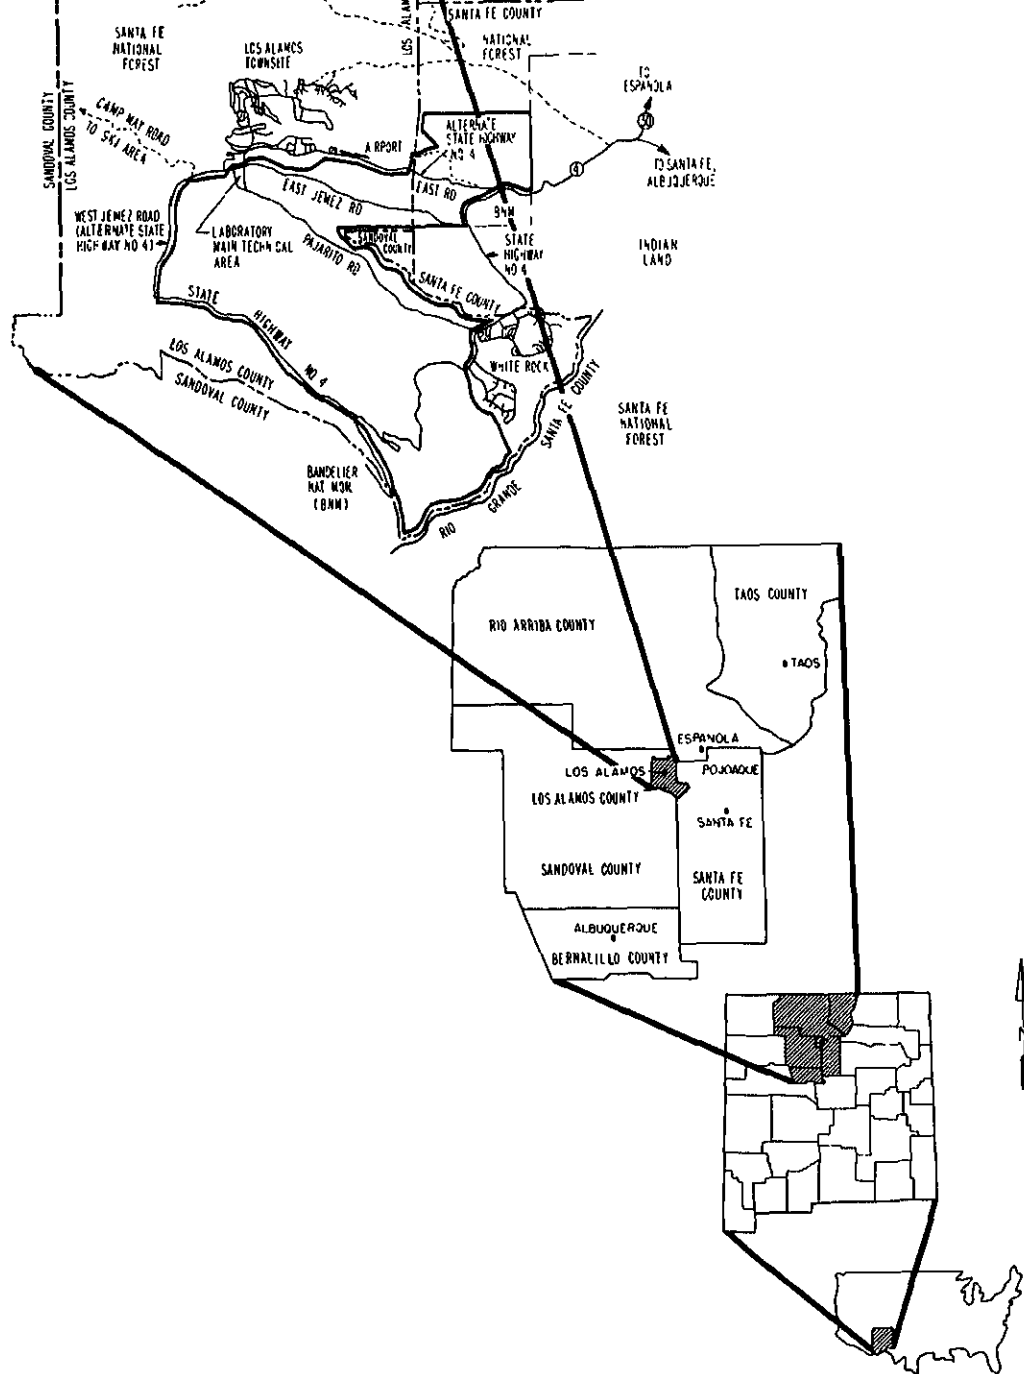 SANTA FE COUNTY
LOS ALAM
SANTA FE
NATIONAL
FOREST
LOS ALAMOS
TOWNSITE
NATIONAL
FOREST
TO
ESPANOLA
30
SANDOVAL COUNTY
LOS ALAMOS COUNTY
CAMP MAY ROAD
TO SKI AREA
AIRPORT
ALTERNATE
STATE HIGHWAY
NO 4
4
TO SANTA FE,
ALBUQUERQUE
EAST JEMEZ RD
EAST RD
BNM
WEST JEMEZ ROAD
(ALTERNATE STATE
HIGHWAY NO 4)
LABORATORY
MAIN TECHNICAL
AREA
PAJARITO RD
SANDOVAL
COUNTY
STATE
HIGHWAY
NO 4
INDIAN
LAND
SANTA FE COUNTY
STATE
HIGHWAY
NO 4
LOS ALAMOS COUNTY
SANDOVAL COUNTY
WHITE ROCK
SANTA FE COUNTY
SANTA FE
NATIONAL
FOREST
BANDELIER
NAT MON
(BNM)
RIO
GRANDE
RIO ARRIBA COUNTY
TAOS COUNTY
TAOS
ESPANOLA
LOS ALAMOS
POJOAQUE
LOS ALAMOS COUNTY
SANTA FE
SANDOVAL COUNTY
SANTA FE
COUNTY
ALBUQUERQUE
BERNALILLO COUNTY